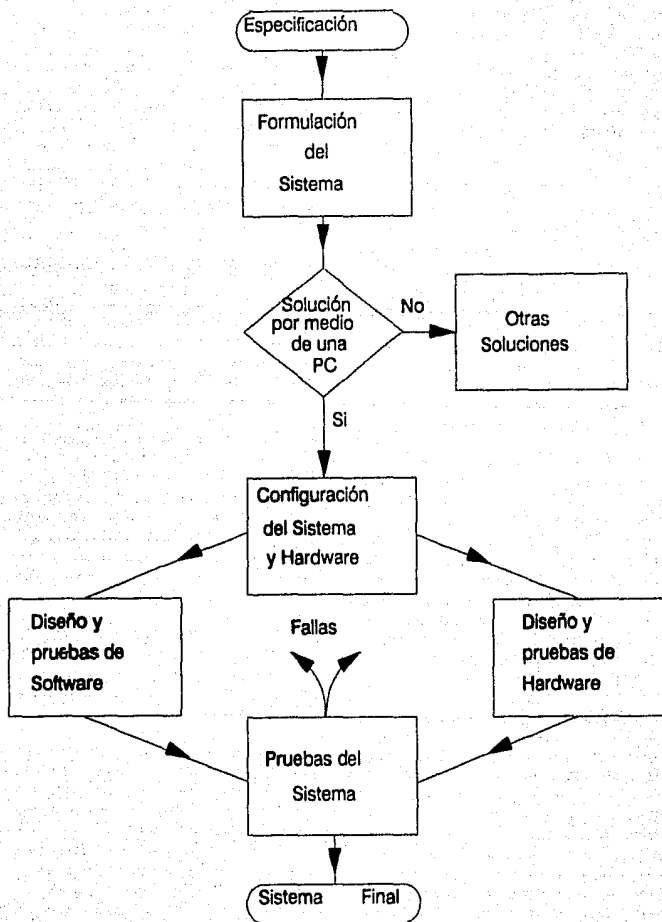 Especificación
Formulación
del
Sistema
Solución
por medio
de una
PC
No
Otras
Soluciones
Si
Configuración
del Sistema
y Hardware
Diseño y
pruebas de
Software
Fallas
Diseño y
pruebas de
Hardware
Pruebas del
Sistema
Sistema Final